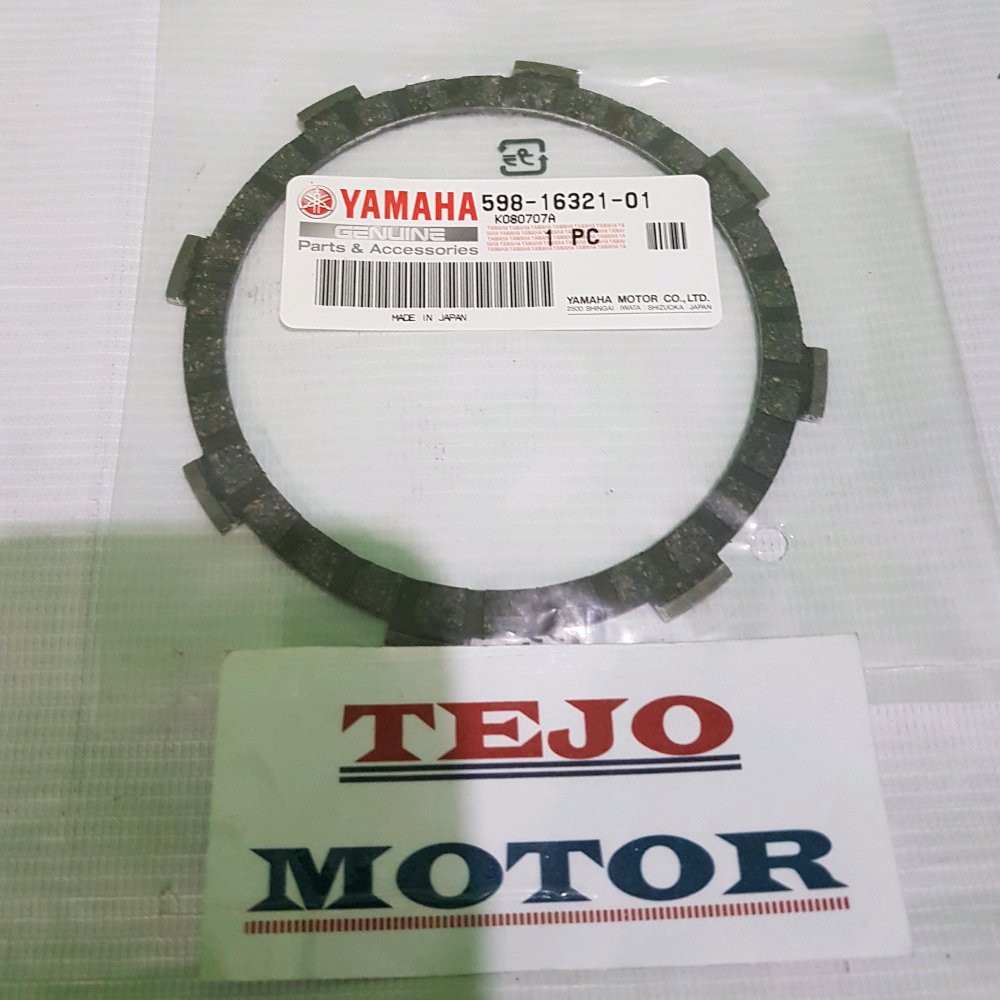 YAMAHA 598-16321-01
K080707A
GENUINE
Parts & Accessories
1 PC
YAMAHA MOTOR CO.,LTD.
2500 SHINGAI IWATA SHIZUOKA JAPAN
MADE IN JAPAN
TEJO
MOTOR